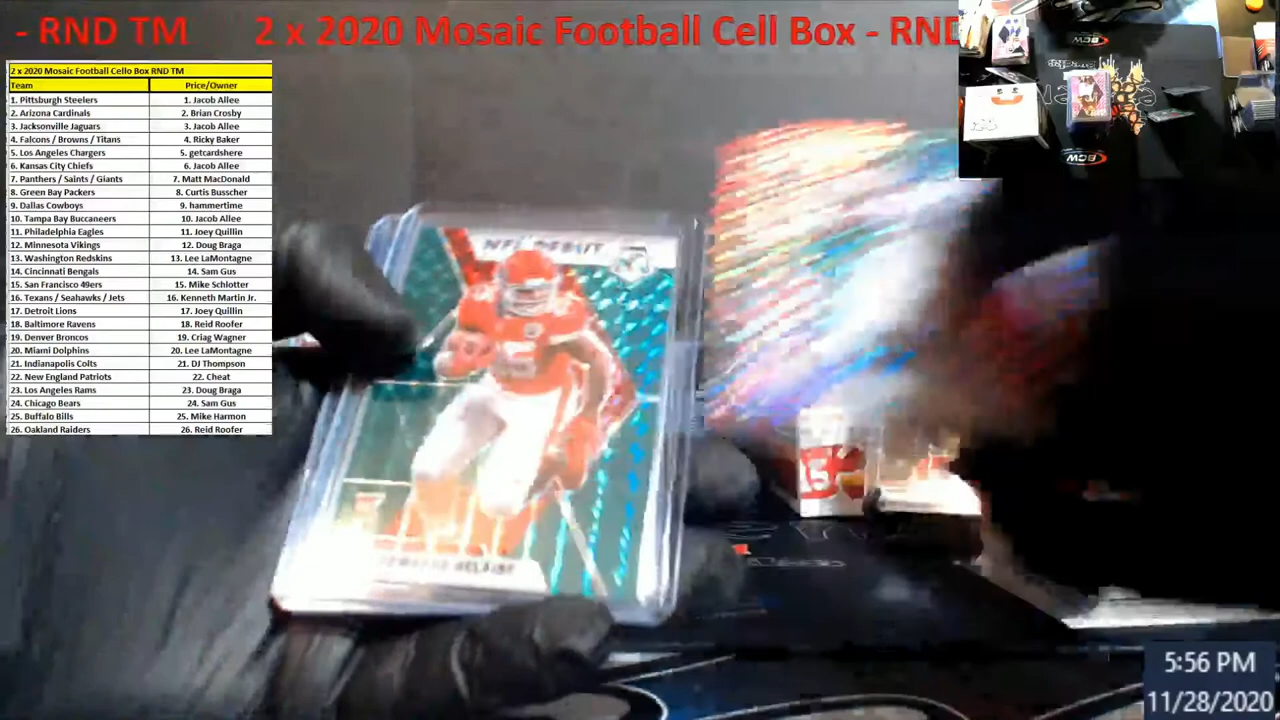 - RND TM 2 x 2020 Mosaic Football Cell Box - RND
2 x 2020 Mosaic Football Cello Box RND TM
Team Price/Owner
1. Pittsburgh Steelers 1. Jacob Allee
2. Arizona Cardinals 2. Brian Crosby
3. Jacksonville Jaguars 3. Jacob Allee
4. Falcons / Browns / Titans 4. Ricky Baker
5. Los Angeles Chargers 5. getcardshere
6. Kansas City Chiefs 6. Jacob Allee
7. Panthers / Saints / Giants 7. Matt MacDonald
8. Green Bay Packers 8. Curtis Busscher
9. Dallas Cowboys 9. hammertime
10. Tampa Bay Buccaneers 10. Jacob Allee
11. Philadelphia Eagles 11. Joey Quillin
12. Minnesota Vikings 12. Doug Braga
13. Washington Redskins 13. Lee LaMontagne
14. Cincinnati Bengals 14. Sam Gus
15. San Francisco 49ers 15. Mike Schlotter
16. Texans / Seahawks / Jets 16. Kenneth Martin Jr.
17. Detroit Lions 17. Joey Quillin
18. Baltimore Ravens 18. Reid Roofer
19. Denver Broncos 19. Criag Wagner
20. Miami Dolphins 20. Lee LaMontagne
21. Indianapolis Colts 21. DJ Thompson
22. New England Patriots 22. Cheat
23. Los Angeles Rams 23. Doug Braga
24. Chicago Bears 24. Sam Gus
25. Buffalo Bills 25. Mike Harmon
26. Oakland Raiders 26. Reid Roofer
NFL DEBUT
BCW
BCW
5:56 PM
11/28/2020